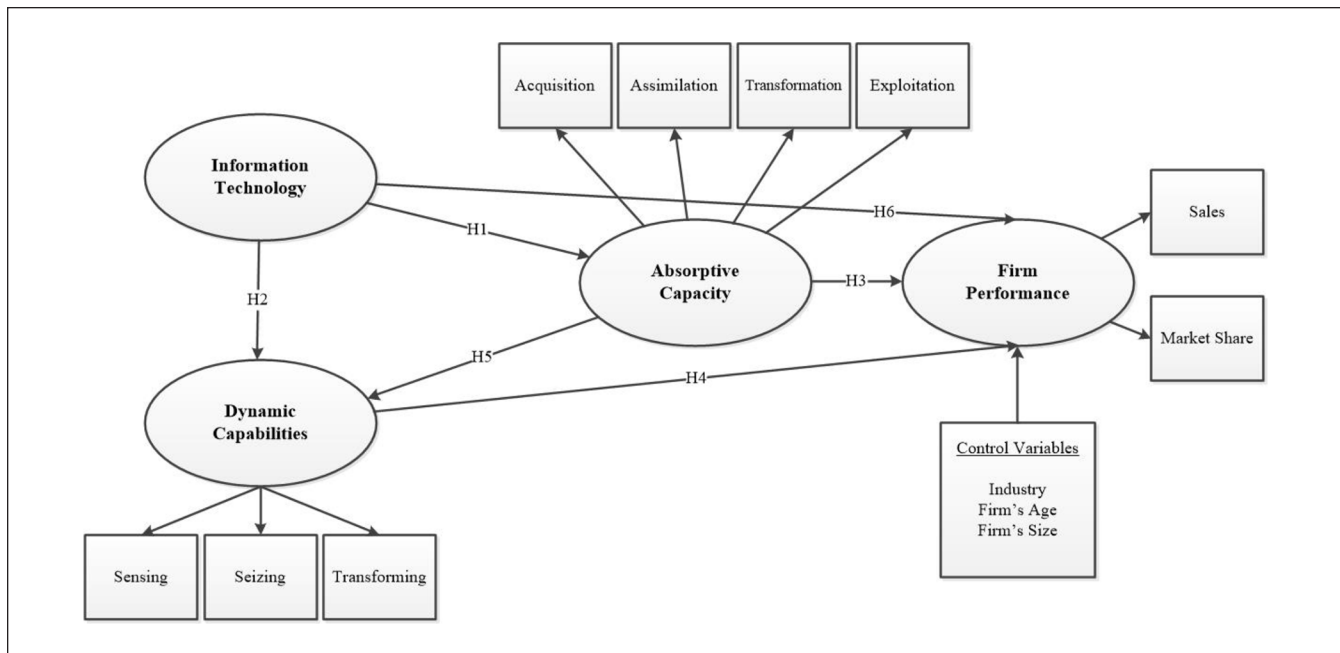 Acquisition
Assimilation
Transformation
Exploitation
Information
Technology
Sales
H6
H1
Absorptive
Capacity
H3
Firm
Performance
H2
Market Share
H5
H4
Dynamic
Capabilities
Control Variables
Industry
Firm's Age
Firm's Size
Sensing
Seizing
Transforming